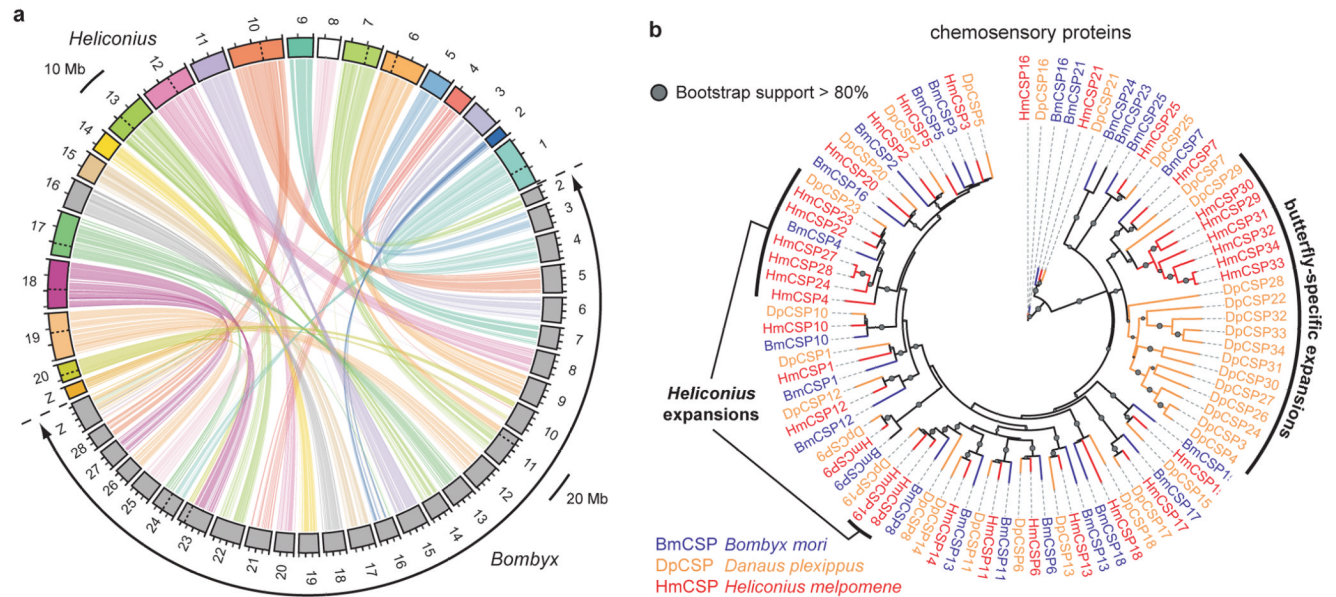 a
Heliconius
10 Mb
1
2
3
4
5
6
7
8
9
10
11
12
13
14
15
16
17
18
19
20
Z
Z
28
27
26
25
24
23
22
21
20
19
18
17
16
15
14
13
12
11
10
9
8
7
6
5
4
3
2
1
20 Mb
Bombyx
b
chemosensory proteins
Bootstrap support > 80%
HmCSP16
DpCSP16
BmCSP16
BmCSP21
HmCSP21
DpCSP21
BmCSP24
BmCSP23
BmCSP25
HmCSP25
DpCSP25
BmCSP7
HmCSP7
DpCSP7
DpCSP29
HmCSP30
HmCSP29
HmCSP31
HmCSP32
HmCSP34
HmCSP33
DpCSP28
DpCSP22
DpCSP32
DpCSP33
DpCSP34
DpCSP31
DpCSP30
DpCSP27
DpCSP26
DpCSP24
DpCSP3
DpCSP4
BmCSP1
HmCSP1
DpCSP15
BmCSP17
HmCSP17
DpCSP17
DpCSP18
HmCSP18
BmCSP18
BmCSP13
HmCSP13
DpCSP13
BmCSP6
HmCSP6
DpCSP6
BmCSP11
HmCSP11
DpCSP11
BmCSP13
HmCSP14
DpCSP14
DpCSP8
BmCSP8
HmCSP8
HmCSP19
DpCSP19
BmCSP9
HmCSP9
DpCSP9
BmCSP12
HmCSP12
DpCSP12
BmCSP1
HmCSP1
DpCSP1
BmCSP10
HmCSP10
DpCSP10
HmCSP4
HmCSP24
HmCSP28
HmCSP27
BmCSP4
HmCSP22
HmCSP23
DpCSP23
BmCSP16
HmCSP20
DpCSP20
BmCSP2
HmCSP2
DpCSP2
HmCSP5
BmCSP5
BmCSP3
HmCSP3
DpCSP5
butterfly-specific expansions
Heliconius
expansions
BmCSP Bombyx mori
DpCSP Danaus plexippus
HmCSP Heliconius melpomene